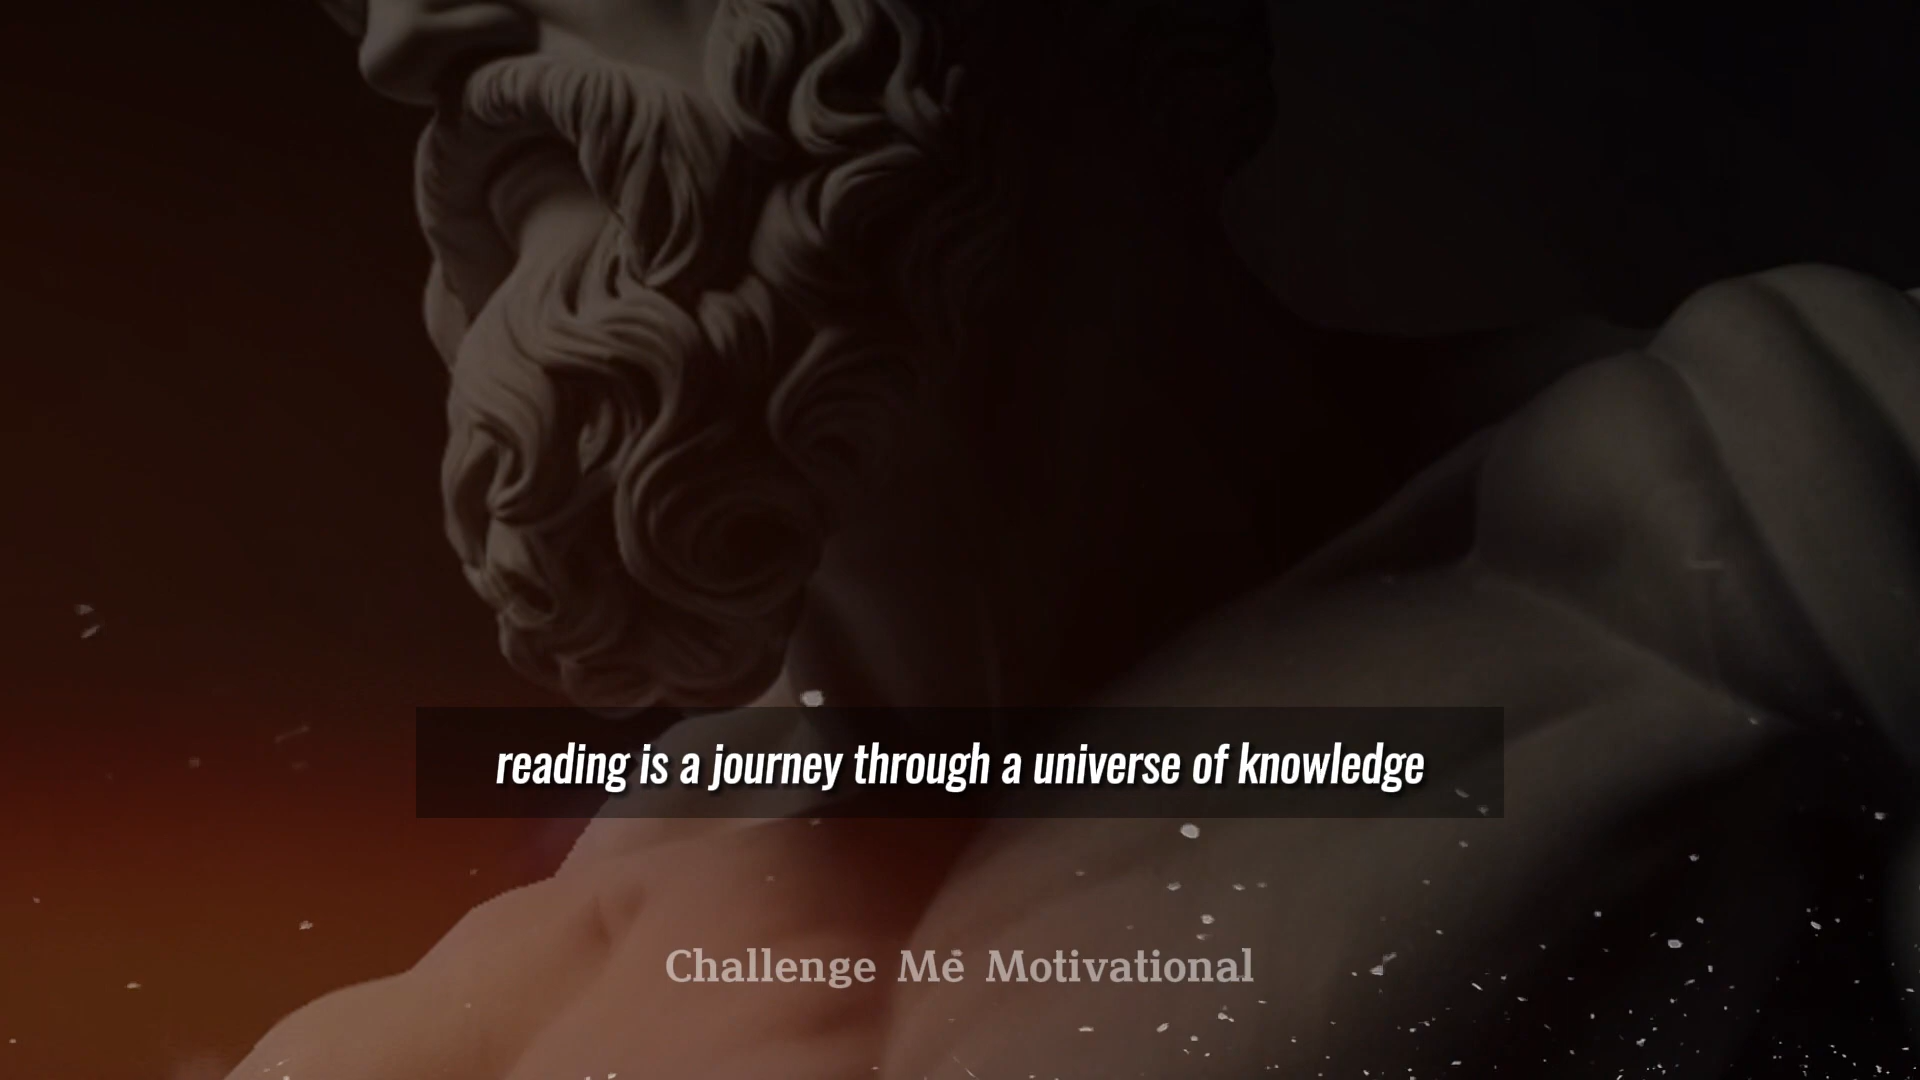 reading is a journey through a universe of knowledge
Challenge Me Motivational